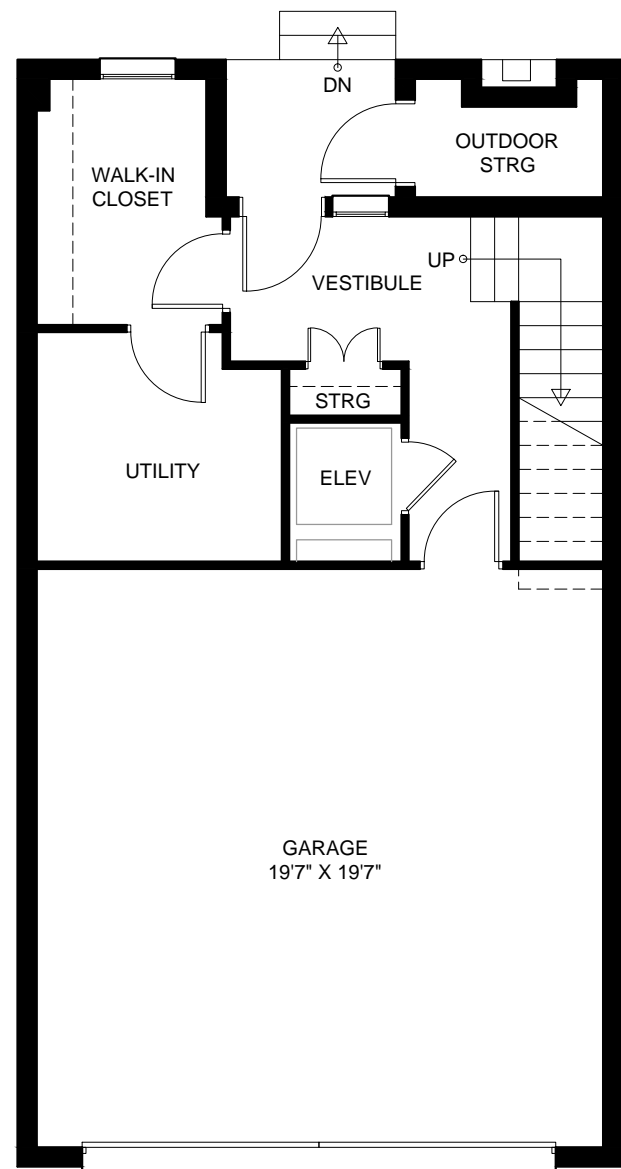 DN
OUTDOOR
STRG
WALK-IN
CLOSET
UP
VESTIBULE
STRG
UTILITY
ELEV
GARAGE
19'7" X 19'7"